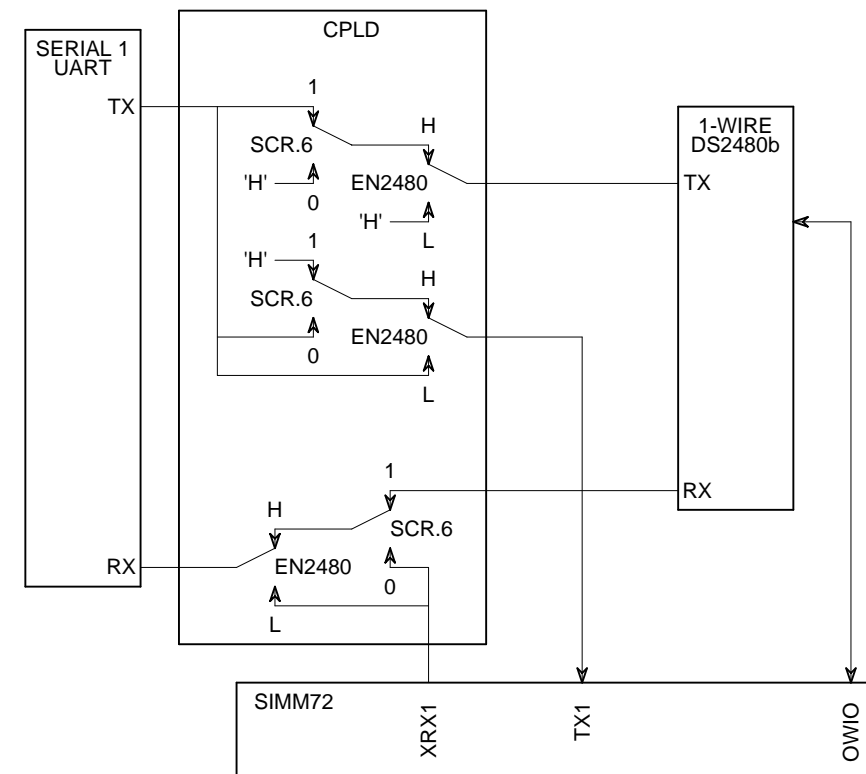 CPLD
SERIAL 1
UART
TX
1
SCR.6
'H'
0
H
EN2480
'H'
L
1-WIRE
DS2480b
TX
1
'H'
SCR.6
0
H
EN2480
L
1
SCR.6
0
H
EN2480
L
RX
RX
SIMM72
XRX1
TX1
OWIO